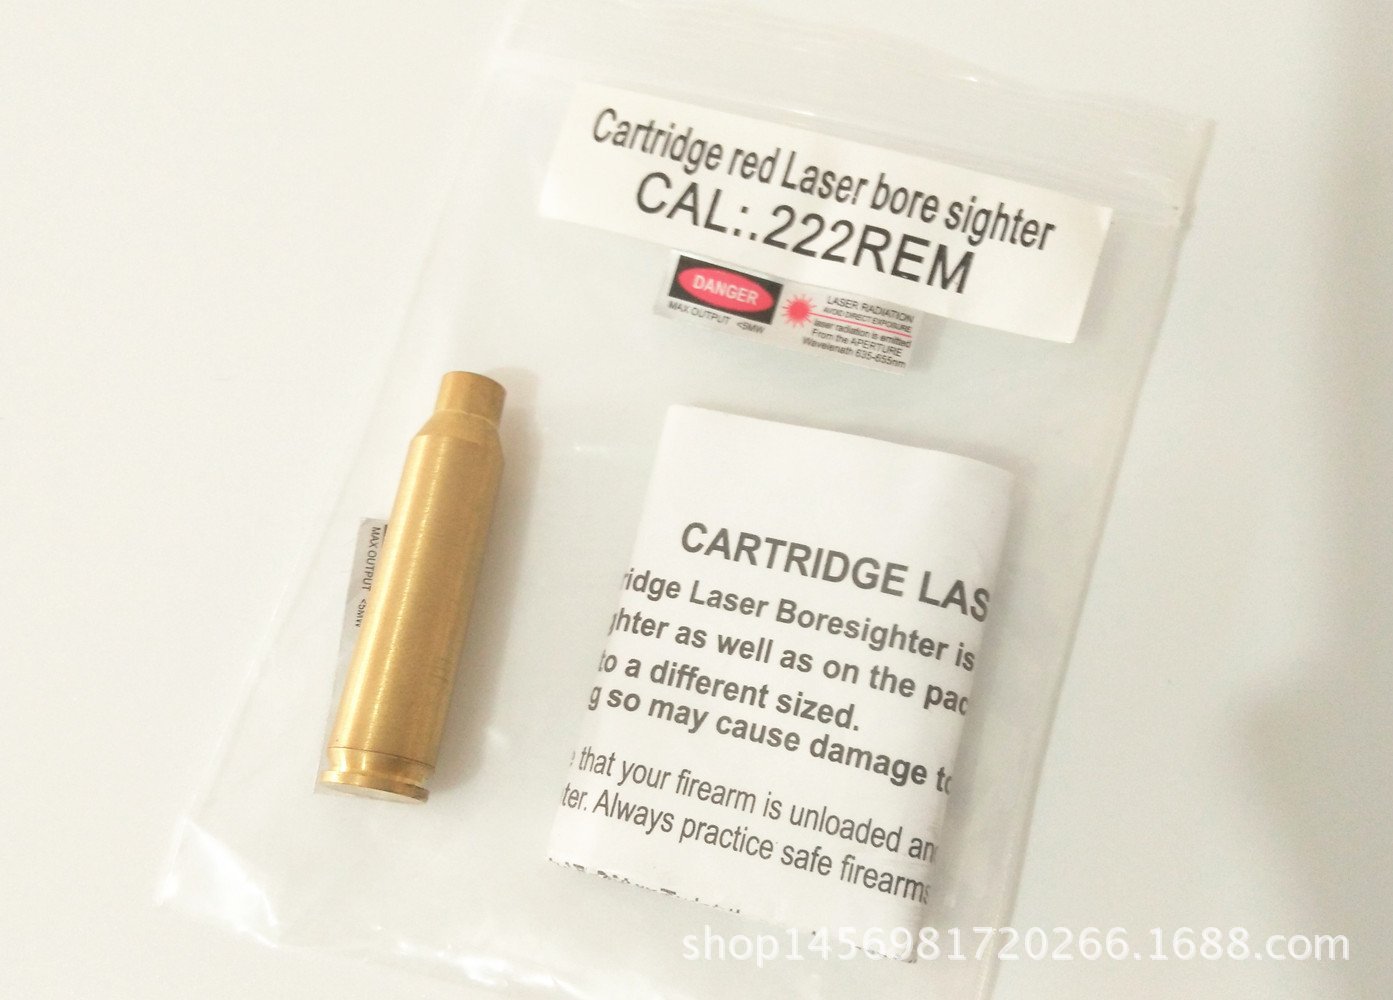 Cartridge red Laser bore sighter
CAL:.222REM
DANGER
MAX OUTPUT <5MW
LASER RADIATION
AVOID DIRECT EXPOSURE
laser radiation is emitted
From the APERTURE
Wavelenath 635-655nm
MAX OUTPUT <5MW
CARTRIDGE LAS
ridge Laser Boresighter is
ghter as well as on the pac
to a different sized.
g so may cause damage to
e that your firearm is unloaded an
ter. Always practice safe firearms
shop1456981720266.1688.com